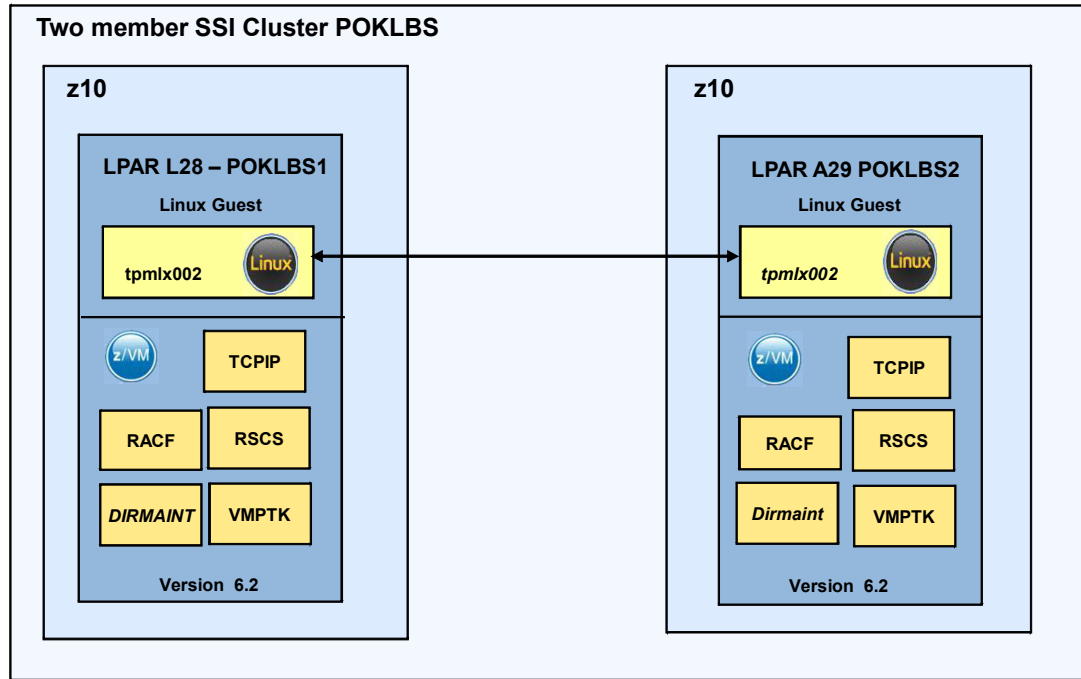 Two member SSI Cluster POKLBS
z10
LPAR L28 – POKLBS1
Linux Guest
tpmlx002
Linux
z/VM
TCPIP
RACF
RSCS
DIRMAINT
VMPTK
Version 6.2
z10
LPAR A29 POKLBS2
Linux Guest
tpmlx002
Linux
z/VM
TCPIP
RACF
RSCS
Dirmaint
VMPTK
Version 6.2